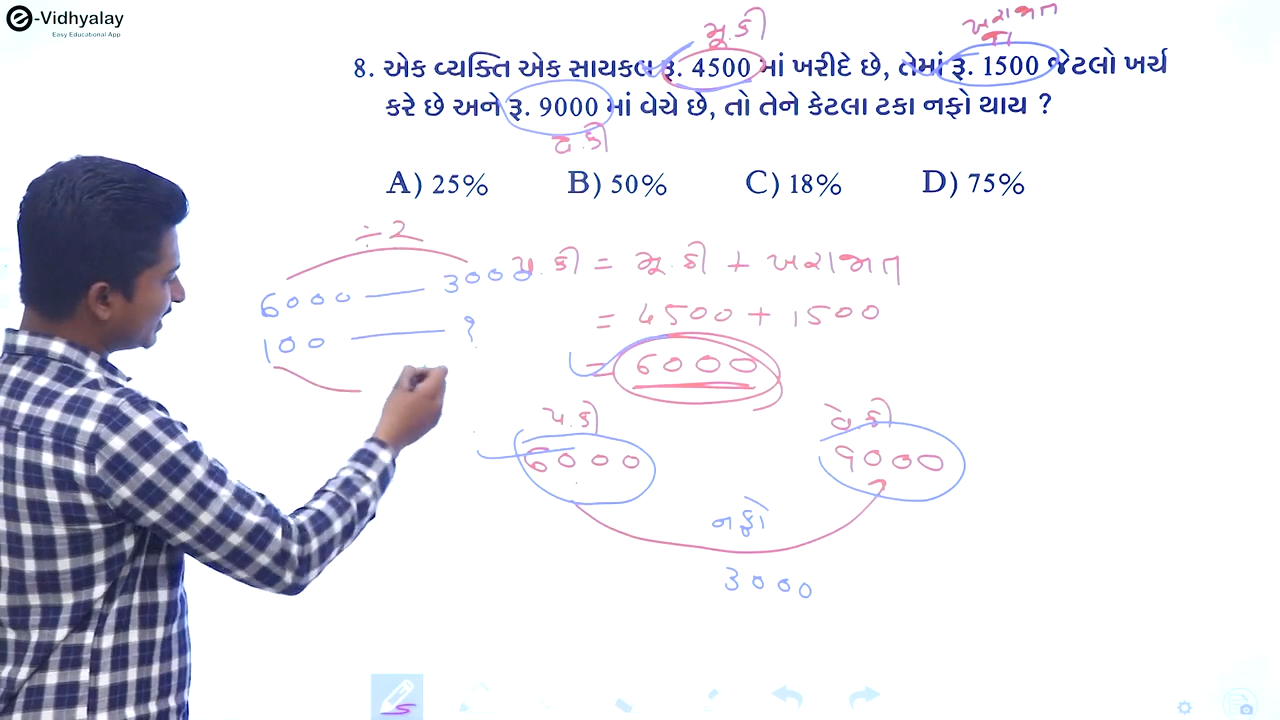 e-Vidhyalay
Easy Educational App
મૂ.કી
ખરાજાત
8. એક વ્યક્તિ એક સાયકલ રૂ. 4500 માં ખરીદે છે, તેમાં રૂ. 1500 જેટલો ખર્ચ
કરે છે અને રૂ. 9000 માં વેચે છે, તો તેને કેટલા ટકા નફો થાય ?
વે.કી
A) 25% B) 50% C) 18% D) 75%
÷2
6000 — 3000
100 — ?
પ.કી = મૂ.કી + ખરાજાત
= 4500 + 1500
= 6000
પ.કી વે.કી
6000 9000
નફો
3000